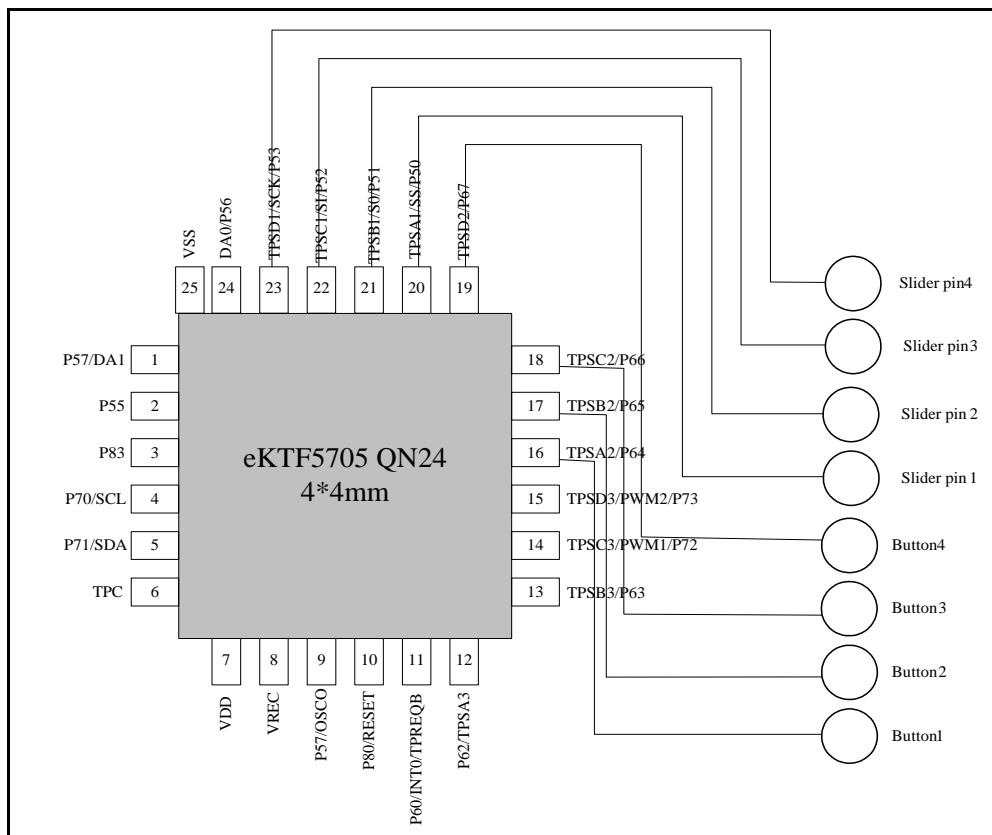 VSS
DA0/P56
TPSD1/SCK/P53
TPSC1/SI/P52
TPSB1/S0/P51
TPSA1/SS/P50
TPSD2/P67
25
24
23
22
21
20
19
P57/DA1
1
P55
2
P83
3
P70/SCL
4
P71/SDA
5
TPC
6
eKTF5705 QN24
4*4mm
18
TPSC2/P66
17
TPSB2/P65
16
TPSA2/P64
15
TPSD3/PWM2/P73
14
TPSC3/PWM1/P72
13
TPSB3/P63
7
8
9
10
11
12
VDD
VREC
P57/OSCO
P80/RESET
P60/INT0/TPREQB
P62/TPSA3
Slider pin4
Slider pin3
Slider pin 2
Slider pin 1
Button4
Button3
Button2
Button1